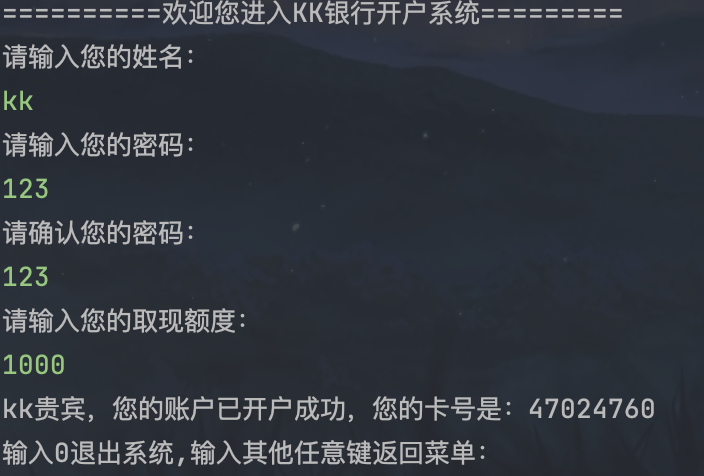 ==========欢迎您进入KK银行开户系统=========
请输入您的姓名：
kk
请输入您的密码：
123
请确认您的密码：
123
请输入您的取现额度：
1000
kk贵宾，您的账户已开户成功，您的卡号是：47024760
输入0退出系统,输入其他任意键返回菜单：